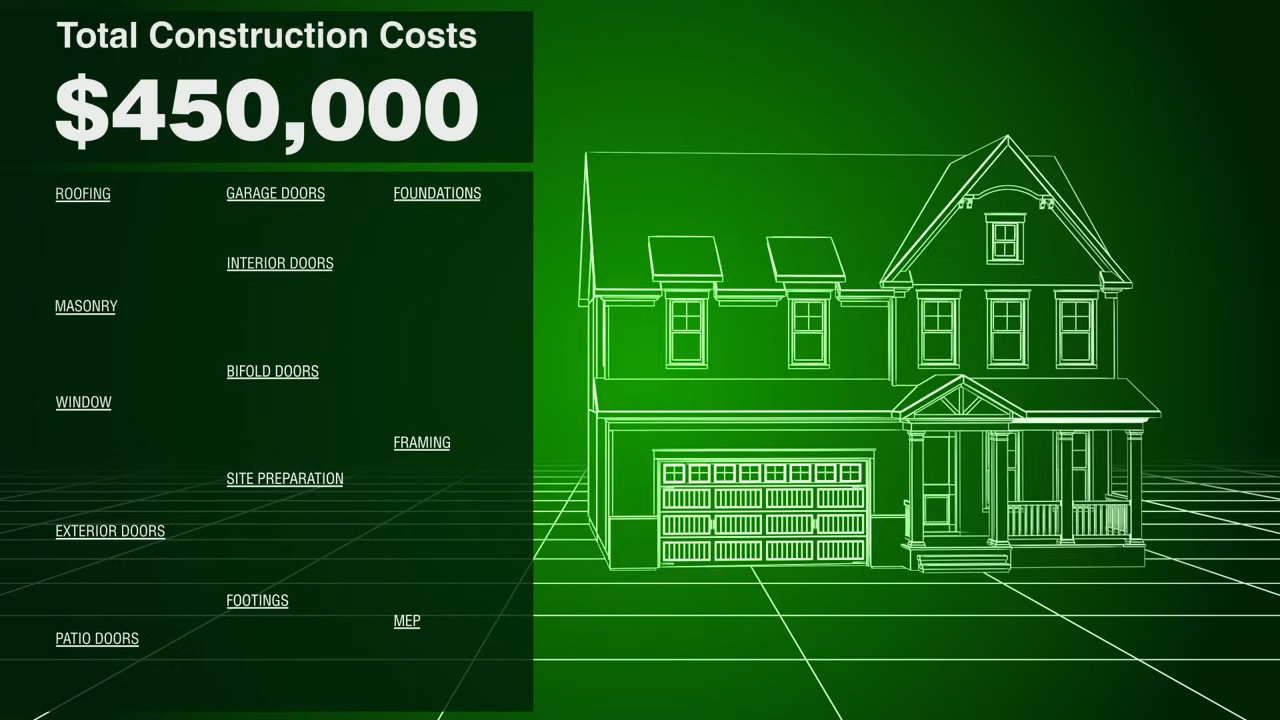 Total Construction Costs
$450,000
ROOFING
MASONRY
WINDOW
EXTERIOR DOORS
PATIO DOORS
GARAGE DOORS
INTERIOR DOORS
BIFOLD DOORS
SITE PREPARATION
FOOTINGS
FOUNDATIONS
FRAMING
MEP